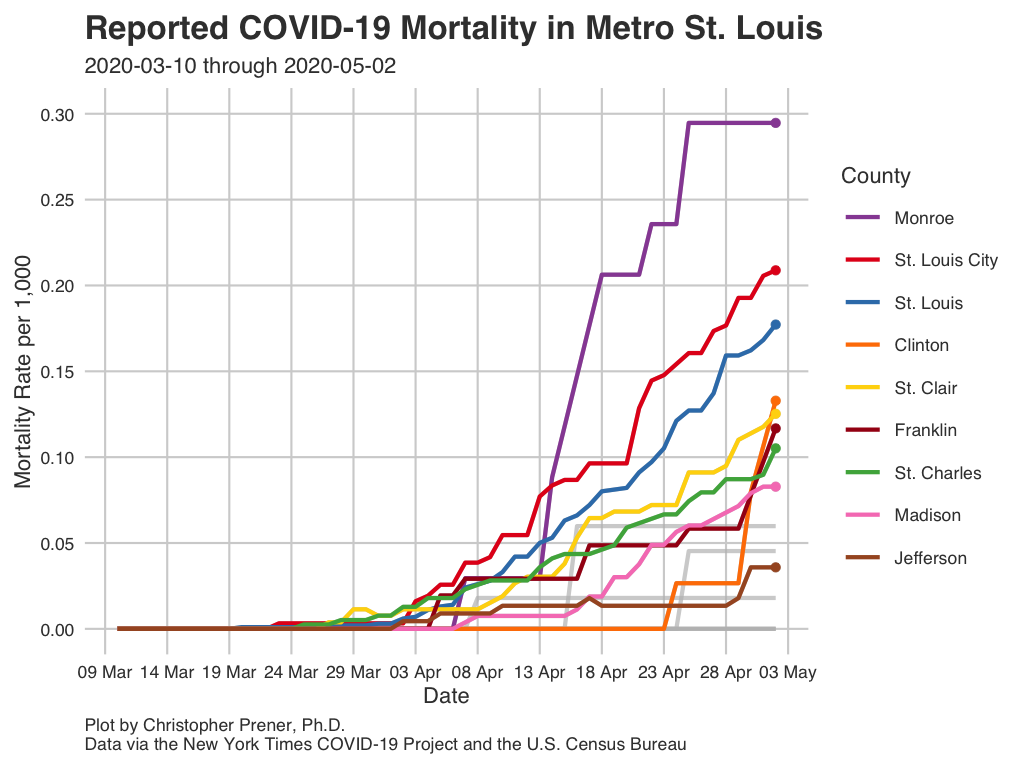 Reported COVID-19 Mortality in Metro St. Louis
2020-03-10 through 2020-05-02
Mortality Rate per 1,000
0.30
0.25
0.20
0.15
0.10
0.05
0.00
09 Mar 14 Mar 19 Mar 24 Mar 29 Mar 03 Apr 08 Apr 13 Apr 18 Apr 23 Apr 28 Apr 03 May
Date
County
Monroe
St. Louis City
St. Louis
Clinton
St. Clair
Franklin
St. Charles
Madison
Jefferson
Plot by Christopher Prener, Ph.D.
Data via the New York Times COVID-19 Project and the U.S. Census Bureau